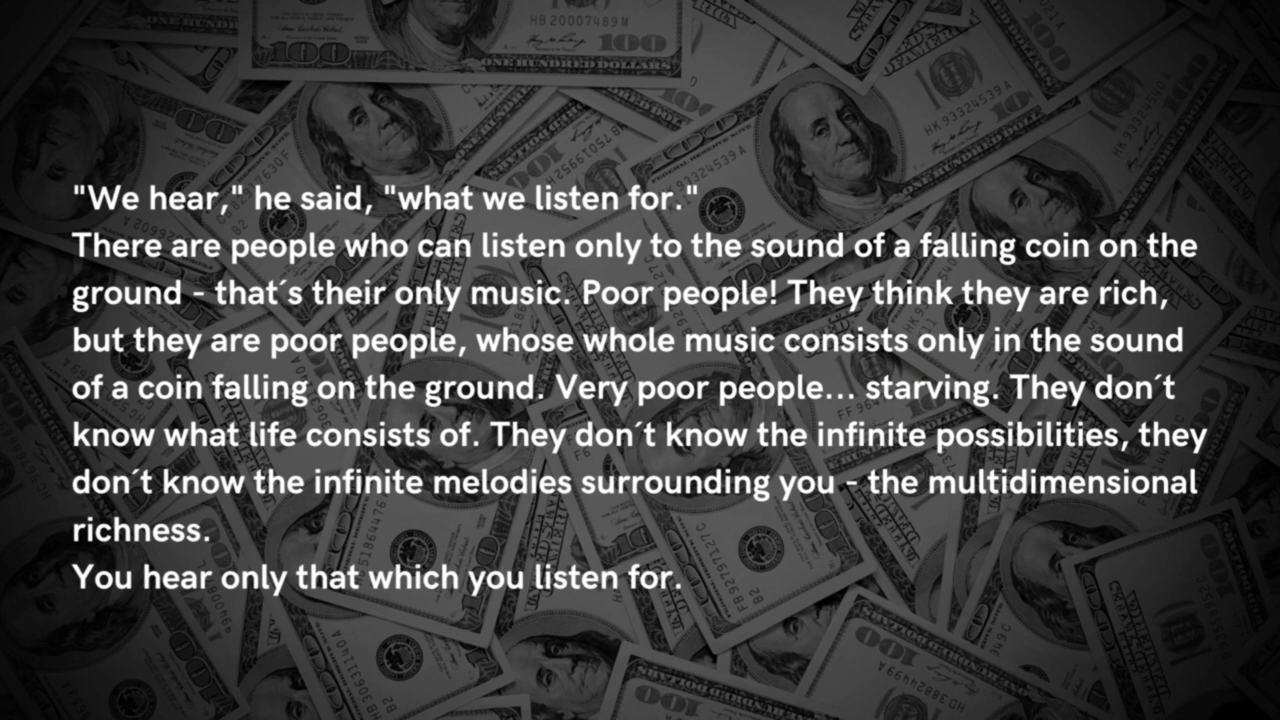 "We hear," he said, "what we listen for."
There are people who can listen only to the sound of a falling coin on the
ground - that´s their only music. Poor people! They think they are rich,
but they are poor people, whose whole music consists only in the sound
of a coin falling on the ground. Very poor people... starving. They don´t
know what life consists of. They don´t know the infinite possibilities, they
don´t know the infinite melodies surrounding you - the multidimensional
richness.
You hear only that which you listen for.